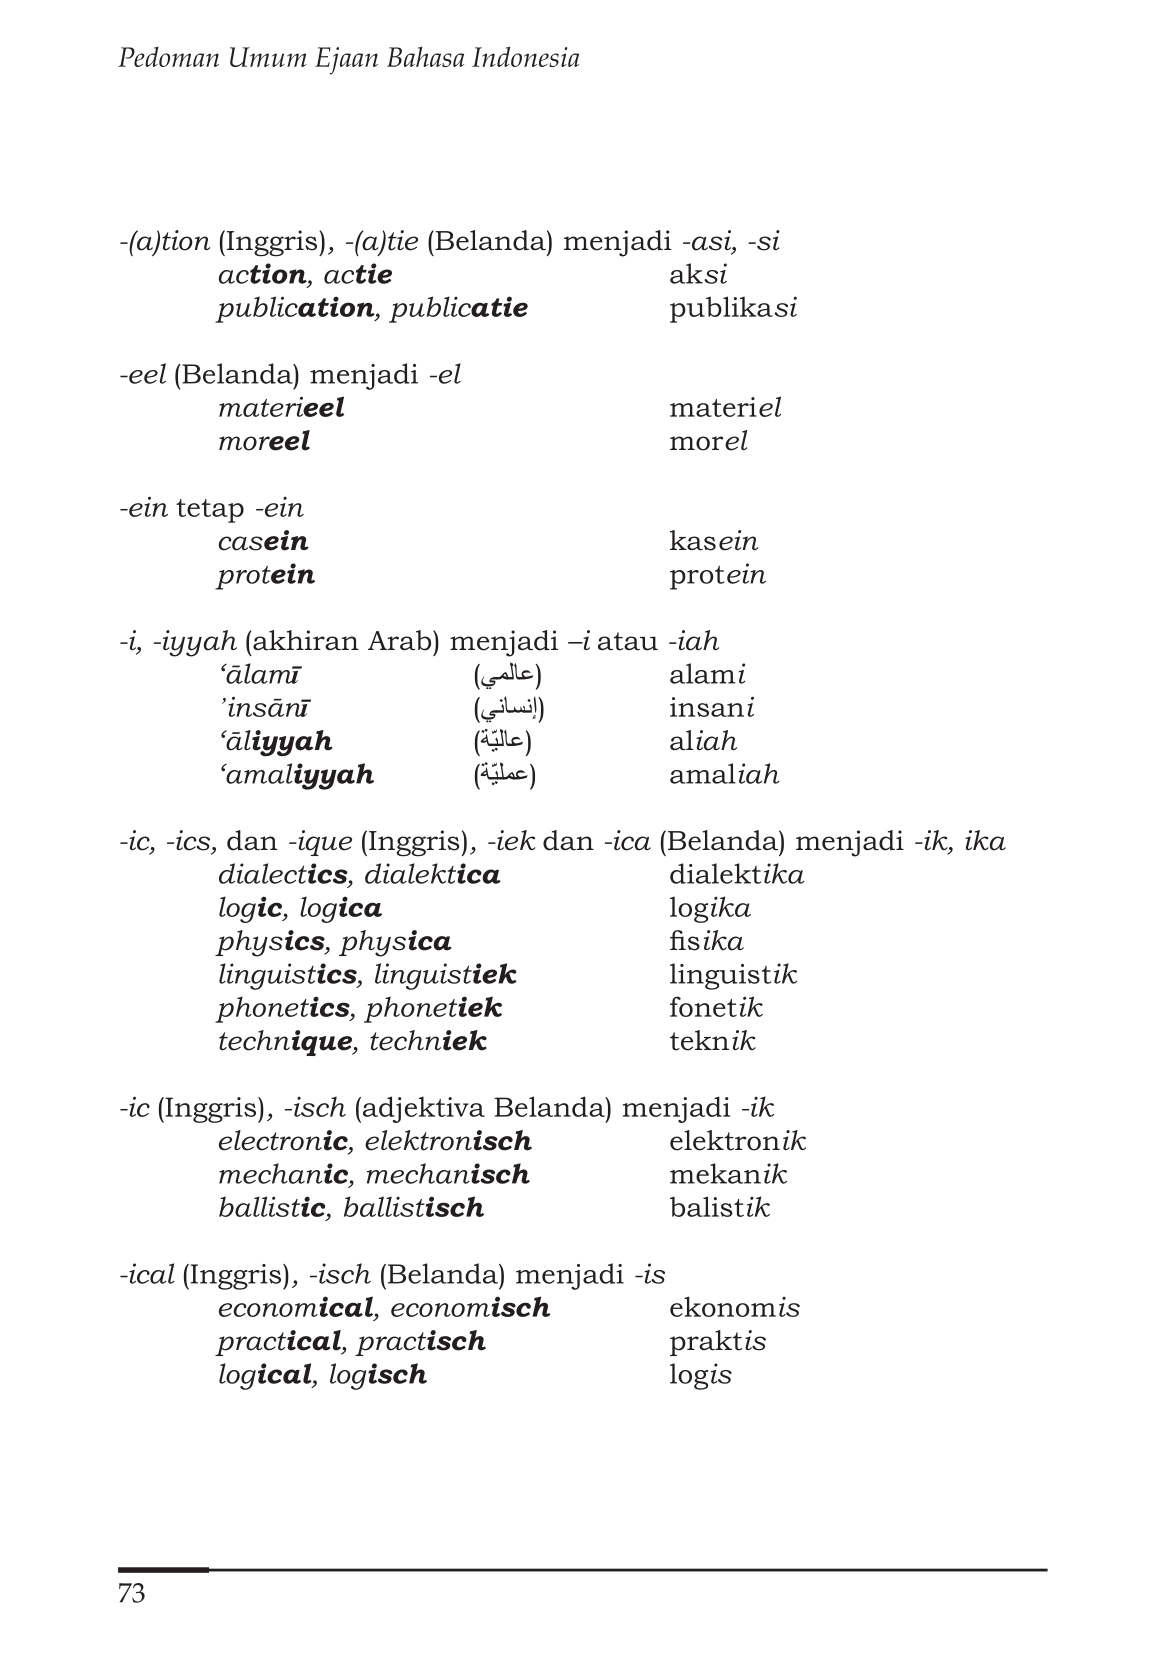 Pedoman Umum Ejaan Bahasa Indonesia
-(a)tion (Inggris), -(a)tie (Belanda) menjadi -asi, -si
action, actie aksi
publication, publicatie publikasi
-eel (Belanda) menjadi -el
materieel materiel
moreel morel
-ein tetap -ein
casein kasein
protein protein
-i, -iyyah (akhiran Arab) menjadi –i atau -iah
‘ālamī (عالمي) alami
’insānī (إنساني) insani
‘āliyyah (عاليّة) aliah
‘amaliyyah (عمليّة) amaliah
-ic, -ics, dan -ique (Inggris), -iek dan -ica (Belanda) menjadi -ik, ika
dialectics, dialektica dialektika
logic, logica logika
physics, physica fisika
linguistics, linguistiek linguistik
phonetics, phonetiek fonetik
technique, techniek teknik
-ic (Inggris), -isch (adjektiva Belanda) menjadi -ik
electronic, elektronisch elektronik
mechanic, mechanisch mekanik
ballistic, ballistisch balistik
-ical (Inggris), -isch (Belanda) menjadi -is
economical, economisch ekonomis
practical, practisch praktis
logical, logisch logis
73